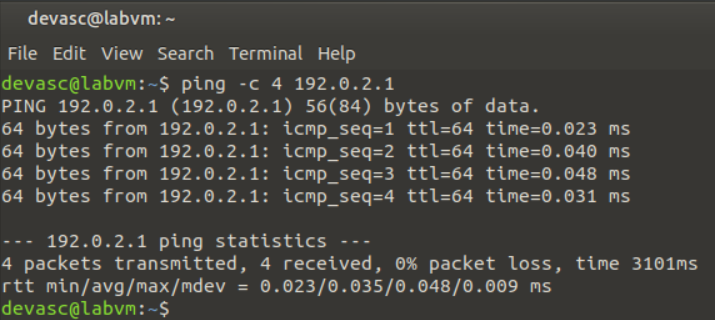 devasc@labvm: ~
File Edit View Search Terminal Help
devasc@labvm:~$ ping -c 4 192.0.2.1
PING 192.0.2.1 (192.0.2.1) 56(84) bytes of data.
64 bytes from 192.0.2.1: icmp_seq=1 ttl=64 time=0.023 ms
64 bytes from 192.0.2.1: icmp_seq=2 ttl=64 time=0.040 ms
64 bytes from 192.0.2.1: icmp_seq=3 ttl=64 time=0.048 ms
64 bytes from 192.0.2.1: icmp_seq=4 ttl=64 time=0.031 ms
--- 192.0.2.1 ping statistics ---
4 packets transmitted, 4 received, 0% packet loss, time 3101ms
rtt min/avg/max/mdev = 0.023/0.035/0.048/0.009 ms
devasc@labvm:~$